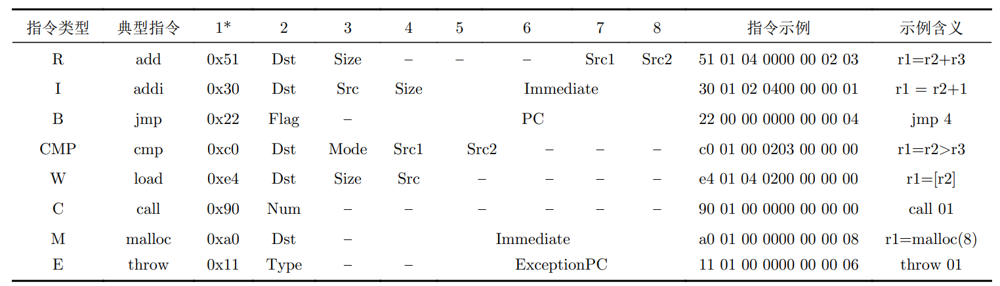 指令类型 典型指令 1* 2 3 4 5 6 7 8 指令示例 示例含义
R add 0x51 Dst Size – – – Src1 Src2 51 01 04 0000 00 02 03 r1=r2+r3
I addi 0x30 Dst Src Size Immediate 30 01 02 0400 00 00 01 r1 = r2+1
B jmp 0x22 Flag – PC 22 00 00 0000 00 00 04 jmp 4
CMP cmp 0xc0 Dst Mode Src1 Src2 – – – c0 01 00 0203 00 00 00 r1=r2>r3
W load 0xe4 Dst Size Src – – – – e4 01 04 0200 00 00 00 r1=[r2]
C call 0x90 Num – – – – – – 90 01 00 0000 00 00 00 call 01
M malloc 0xa0 Dst – Immediate a0 01 00 0000 00 00 08 r1=malloc(8)
E throw 0x11 Type – – ExceptionPC 11 01 00 0000 00 00 06 throw 01